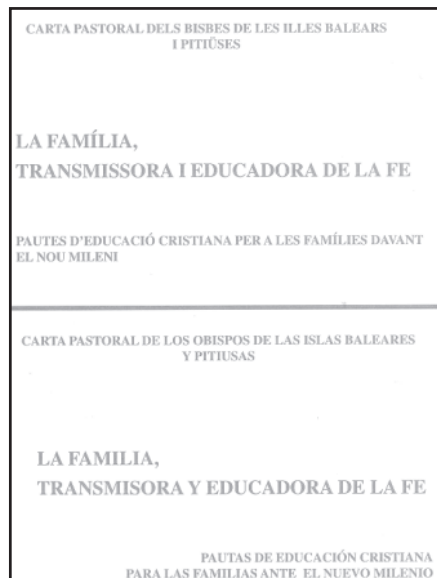 CARTA PASTORAL DELS BISBES DE LES ILLES BALEARS
I PITIÜSES
LA FAMÍLIA,
TRANSMISSORA I EDUCADORA DE LA FE
PAUTES D'EDUCACIÓ CRISTIANA PER A LES FAMÍLIES DAVANT
EL NOU MILENI
CARTA PASTORAL DE LOS OBISPOS DE LAS ISLAS BALEARES
Y PITIUSAS
LA FAMILIA,
TRANSMISORA Y EDUCADORA DE LA FE
PAUTAS DE EDUCACIÓN CRISTIANA
PARA LAS FAMILIAS ANTE EL NUEVO MILENIO